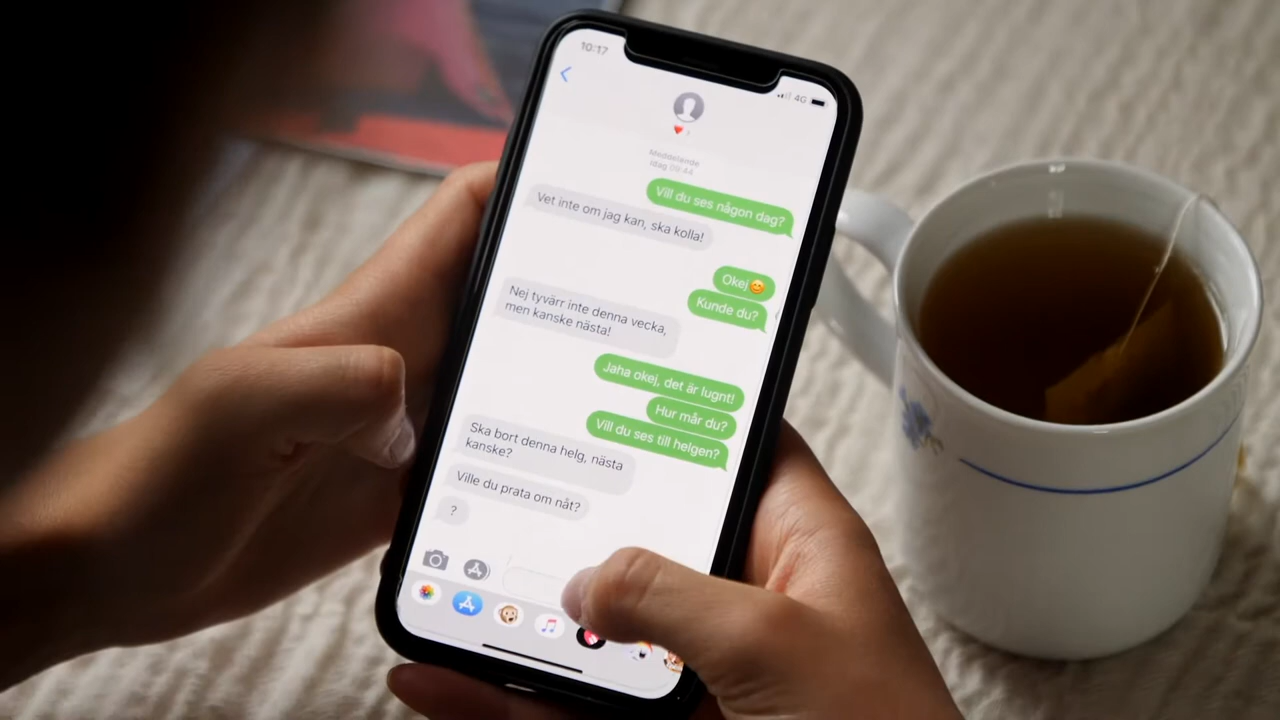 10:17
4G
Meddelande
Idag 09:44
Vill du ses någon dag?
Vet inte om jag kan, ska kolla!
Okej😊
Kunde du?
Nej tyvärr inte denna vecka,
men kanske nästa!
Jaha okej, det är lugnt!
Hur mår du?
Vill du ses till helgen?
Ska bort denna helg, nästa
kanske?
Ville du prata om nåt?
?